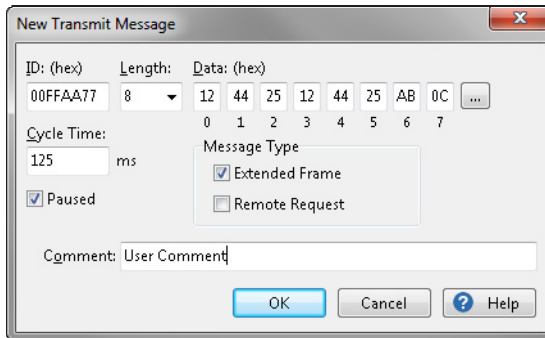 New Transmit Message
ID: (hex) Length: Data: (hex)
00FFAA77 8 12 44 25 12 44 25 AB 0C ...
0 1 2 3 4 5 6 7
Cycle Time:
125 ms
Message Type
Extended Frame
Paused
Remote Request
Comment: User Comment
OK Cancel ? Help